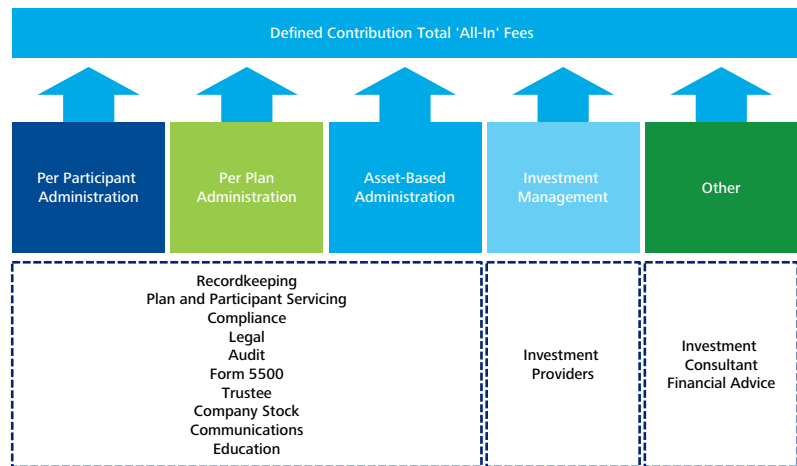 Defined Contribution Total 'All-In' Fees
Per Participant
Administration
Per Plan
Administration
Asset-Based
Administration
Investment
Management
Other
Recordkeeping
Plan and Participant Servicing
Compliance
Legal
Audit
Form 5500
Trustee
Company Stock
Communications
Education
Investment
Providers
Investment
Consultant
Financial Advice